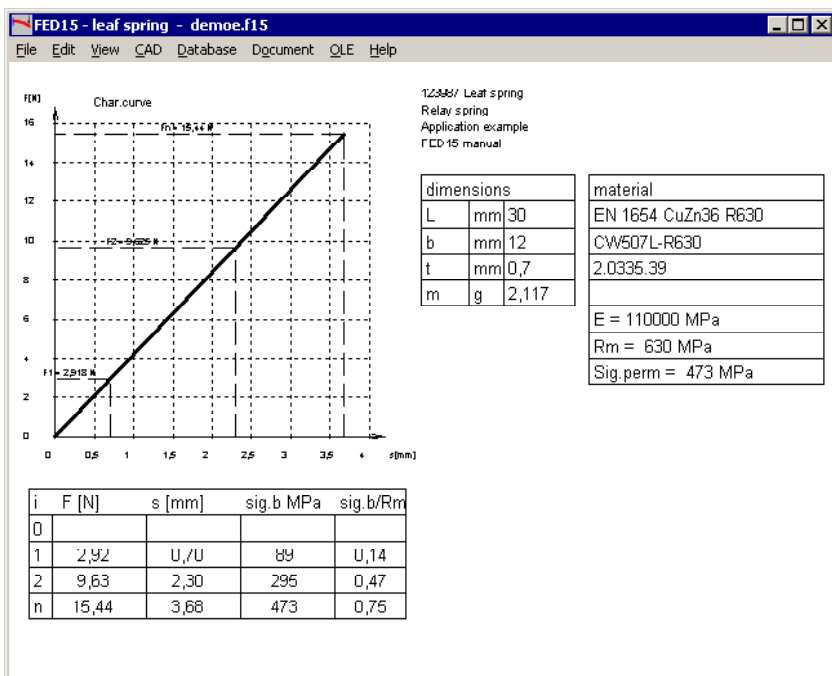 FED15 - leaf spring - demoe.f15
File Edit View CAD Database Document OLE Help
F[N]
Char.curve
16
14
12
10
8
6
4
2
0
Fn = 15,44 N
F2 = 9,625 N
F1 = 2,918 N
0 0,5 1 1,5 2 2,5 3 3,5 4 s[mm]
123987 Leaf spring
Relay spring
Application example
FED15 manual
dimensions
L mm 30
b mm 12
t mm 0,7
m g 2,117
material
EN 1654 CuZn36 R630
CW507L-R630
2.0335.39
E = 110000 MPa
Rm = 630 MPa
Sig.perm = 473 MPa
i F [N] s [mm] sig.b MPa sig.b/Rm
0
1 2,92 0,70 89 0,14
2 9,63 2,30 295 0,47
n 15,44 3,68 473 0,75